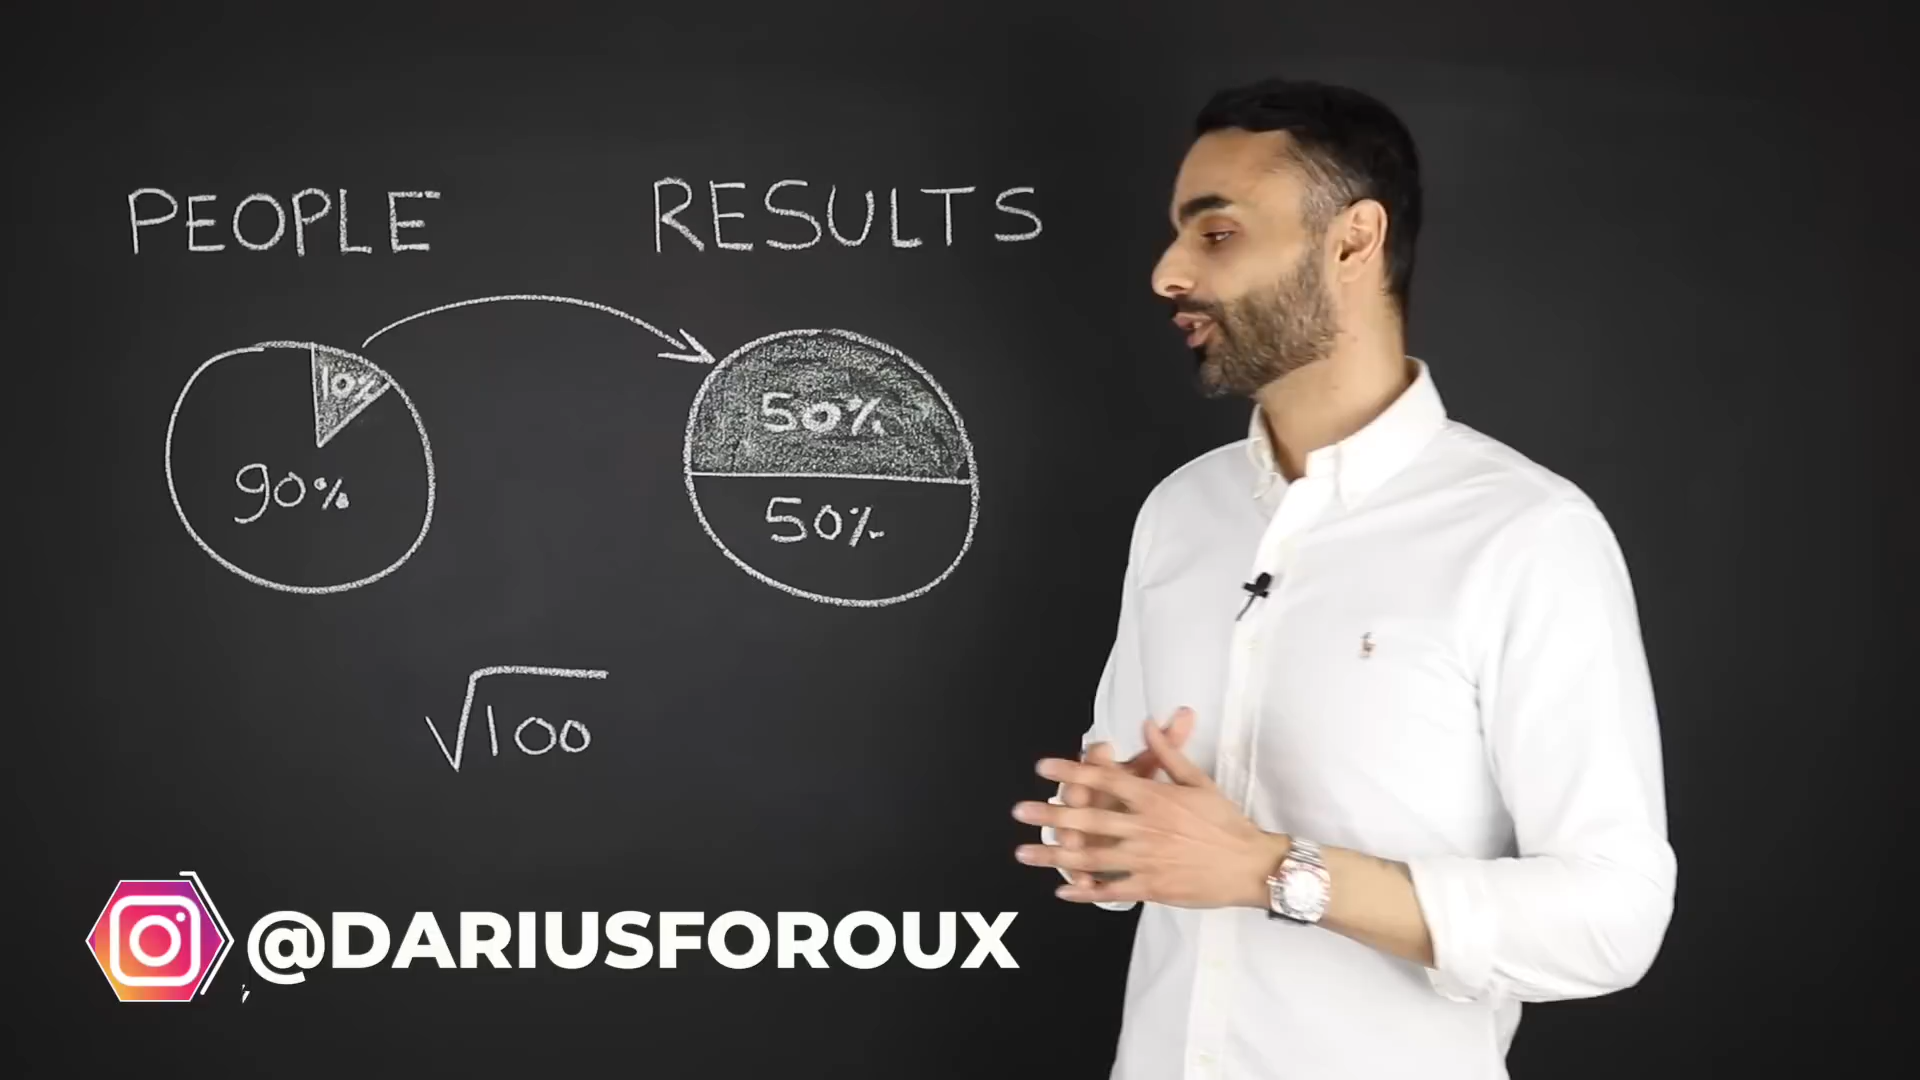 PEOPLE
RESULTS
10%
90%
50%
50%
√100
@DARIUSFOROUX